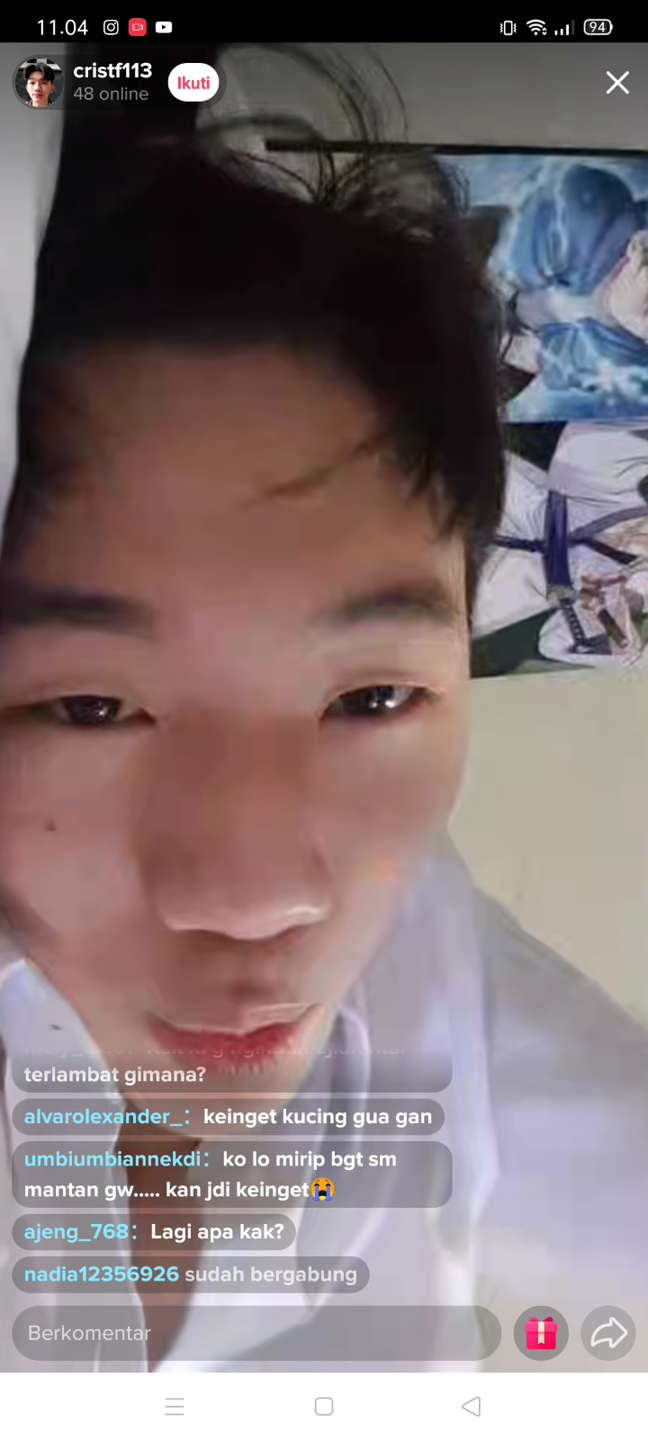 11.04
94
cristf113
48 online
Ikuti
terlambat gimana?
alvarolexander_: keinget kucing gua gan
umbiumbiannekdi: ko lo mirip bgt sm
mantan gw..... kan jdi keinget😭
ajeng_768: Lagi apa kak?
nadia12356926 sudah bergabung
Berkomentar